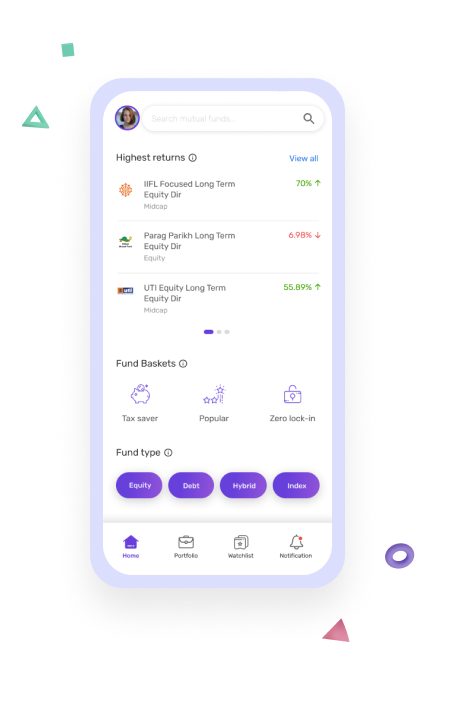 Search mutual funds...
Highest returns
View all
IIFL Focused Long Term
Equity Dir
70% ↑
Midcap
Parag Parikh Long Term
Equity Dir
6.98% ↓
Equity
uti
UTI Equity Long Term
Equity Dir
55.89% ↑
Midcap
Fund Baskets
Tax saver
Popular
Zero lock-in
Fund type
Equity
Debt
Hybrid
Index
Home
Portfolio
Watchlist
Notification